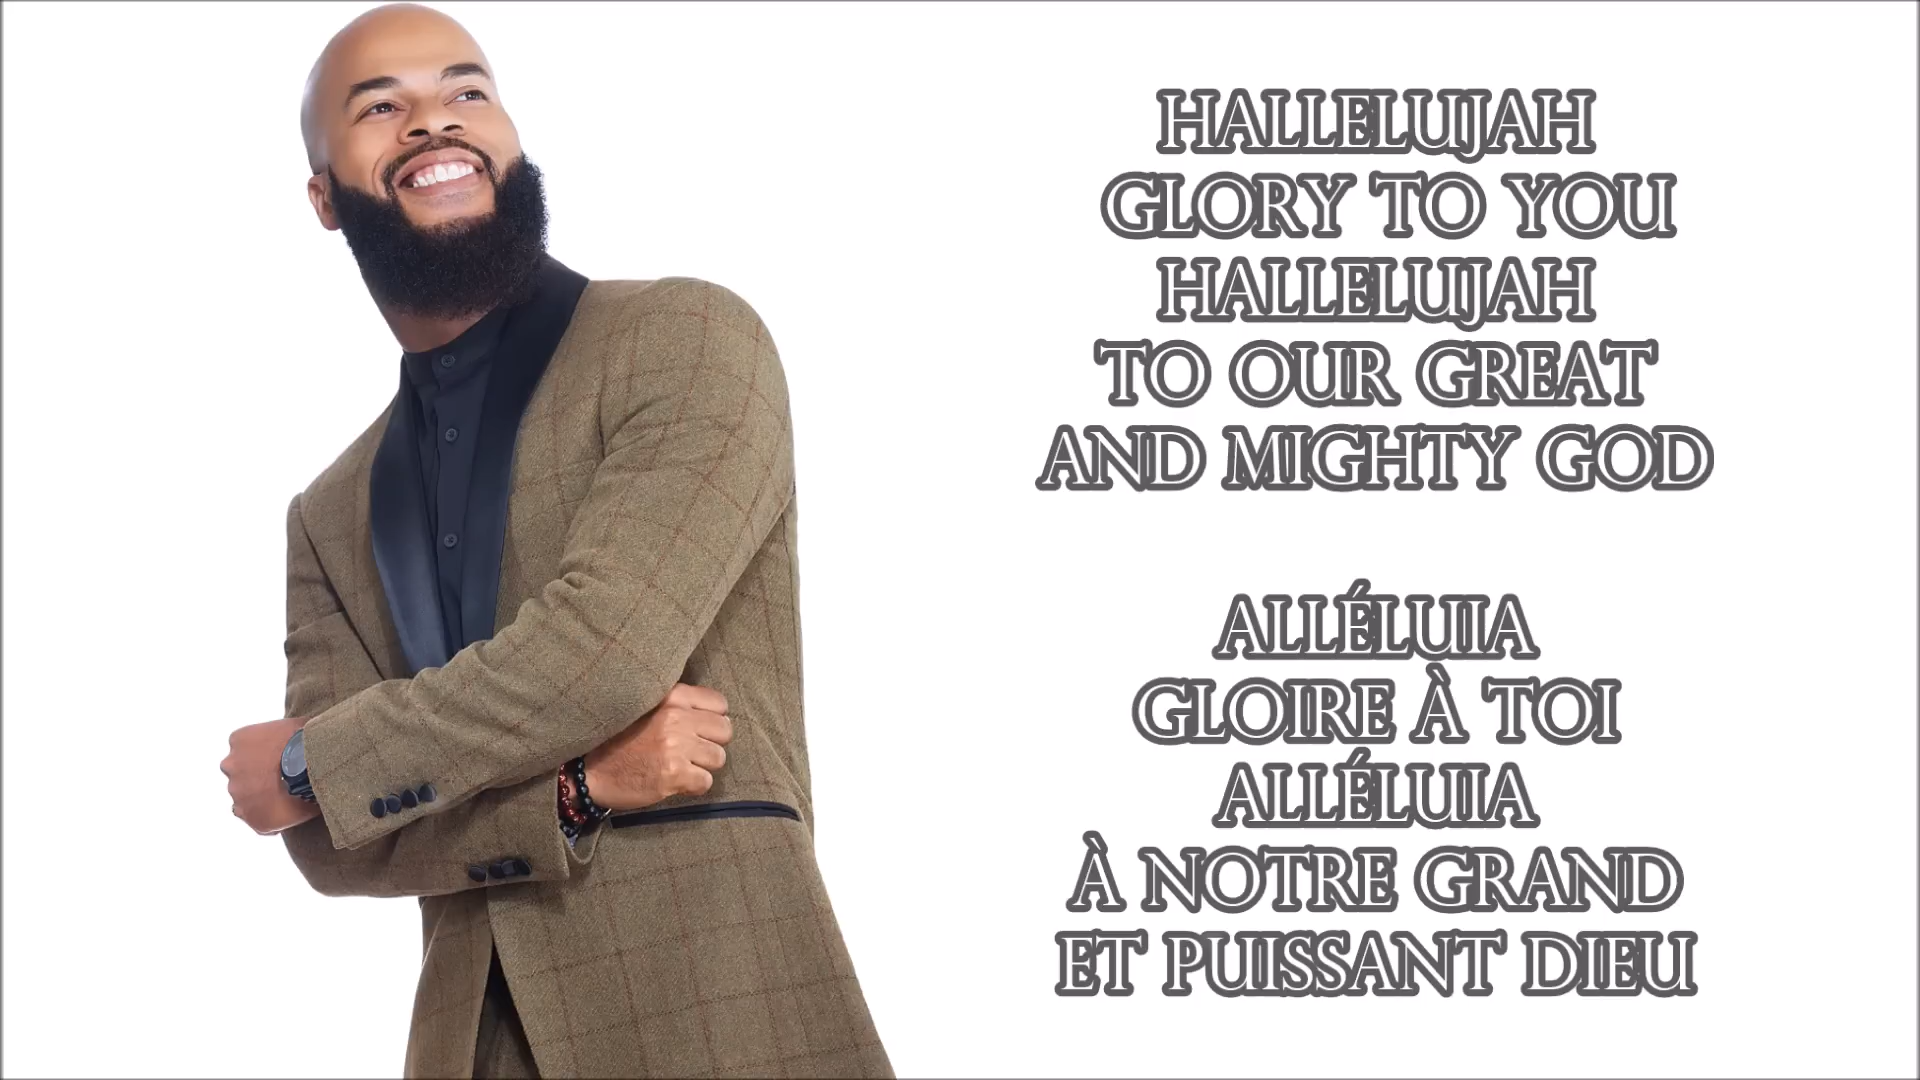 HALLELUJAH
GLORY TO YOU
HALLELUJAH
TO OUR GREAT
AND MIGHTY GOD
ALLÉLUIA
GLOIRE À TOI
ALLÉLUIA
À NOTRE GRAND
ET PUISSANT DIEU